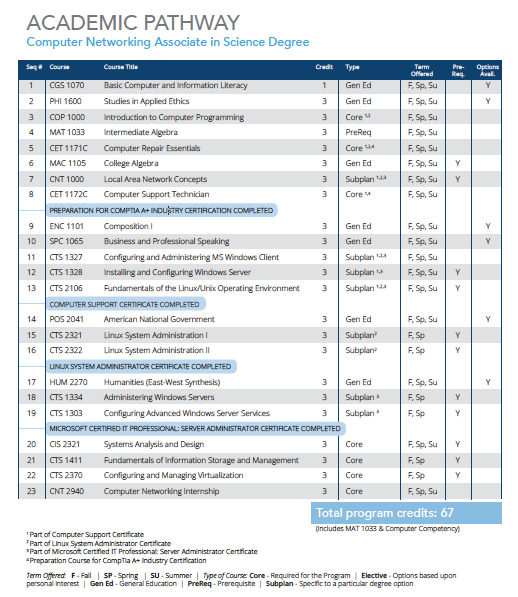 ACADEMIC PATHWAY
Computer Networking Associate in Science Degree
Seq # Course Course Title Credit Type Term Offered Pre-Req. Options Avail.
1 CGS 1070 Basic Computer and Information Literacy 1 Gen Ed F, Sp, Su Y
2 PHI 1600 Studies in Applied Ethics 3 Gen Ed F, Sp, Su Y
3 COP 1000 Introduction to Computer Programming 3 Core ¹,² F, Sp, Su
4 MAT 1033 Intermediate Algebra 3 PreReq F, Sp, Su
5 CET 1171C Computer Repair Essentials 3 Core ¹,²,⁴ F, Sp, Su
6 MAC 1105 College Algebra 3 Gen Ed F, Sp, Su Y
7 CNT 1000 Local Area Network Concepts 3 Subplan ¹,²,³ F, Sp, Su Y
8 CET 1172C Computer Support Technician 3 Core ¹,⁴ F, Sp, Su
PREPARATION FOR COMPTIA A+ INDUSTRY CERTIFICATION COMPLETED
9 ENC 1101 Composition I 3 Gen Ed F, Sp, Su Y
10 SPC 1065 Business and Professional Speaking 3 Gen Ed F, Sp, Su Y
11 CTS 1327 Configuring and Administering MS Windows Client 3 Subplan ¹,²,³ F, Sp, Su
12 CTS 1328 Installing and Configuring Windows Server 3 Subplan ¹,³ F, Sp, Su Y
13 CTS 2106 Fundamentals of the Linux/Unix Operating Environment 3 Subplan ¹,²,³ F, Sp, Su Y
COMPUTER SUPPORT CERTIFICATE COMPLETED
14 POS 2041 American National Government 3 Gen Ed F, Sp, Su Y
15 CTS 2321 Linux System Administration I 3 Subplan² F, Sp Y
16 CTS 2322 Linux System Administration II 3 Subplan² F, Sp Y
LINUX SYSTEM ADMINISTRATOR CERTIFICATE COMPLETED
17 HUM 2270 Humanities (East-West Synthesis) 3 Gen Ed F, Sp, Su Y
18 CTS 1334 Administering Windows Servers 3 Subplan ³ F, Sp Y
19 CTS 1303 Configuring Advanced Windows Server Services 3 Subplan ³ F, Sp Y
MICROSOFT CERTIFIED IT PROFESSIONAL: SERVER ADMINISTRATOR CERTIFICATE COMPLETED
20 CIS 2321 Systems Analysis and Design 3 Core F, Sp, Su Y
21 CTS 1411 Fundamentals of Information Storage and Management 3 Core F, Sp Y
22 CTS 2370 Configuring and Managing Virtualization 3 Core F, Sp Y
23 CNT 2940 Computer Networking Internship 3 Core F, Sp, Su
Total program credits: 67
(includes MAT 1033 & Computer Competency)
¹ Part of Computer Support Certificate
² Part of Linux System Administrator Certificate
³ Part of Microsoft Certified IT Professional: Server Administrator Certificate
⁴ Preparation Course for CompTia A+ Industry Certification
Term Offered: F - Fall | SP - Spring | SU - Summer | Type of Course: Core - Required for the Program | Elective - Options based upon
personal interest | Gen Ed - General Education | PreReq - Prerequisite | Subplan - Specific to a particular degree option